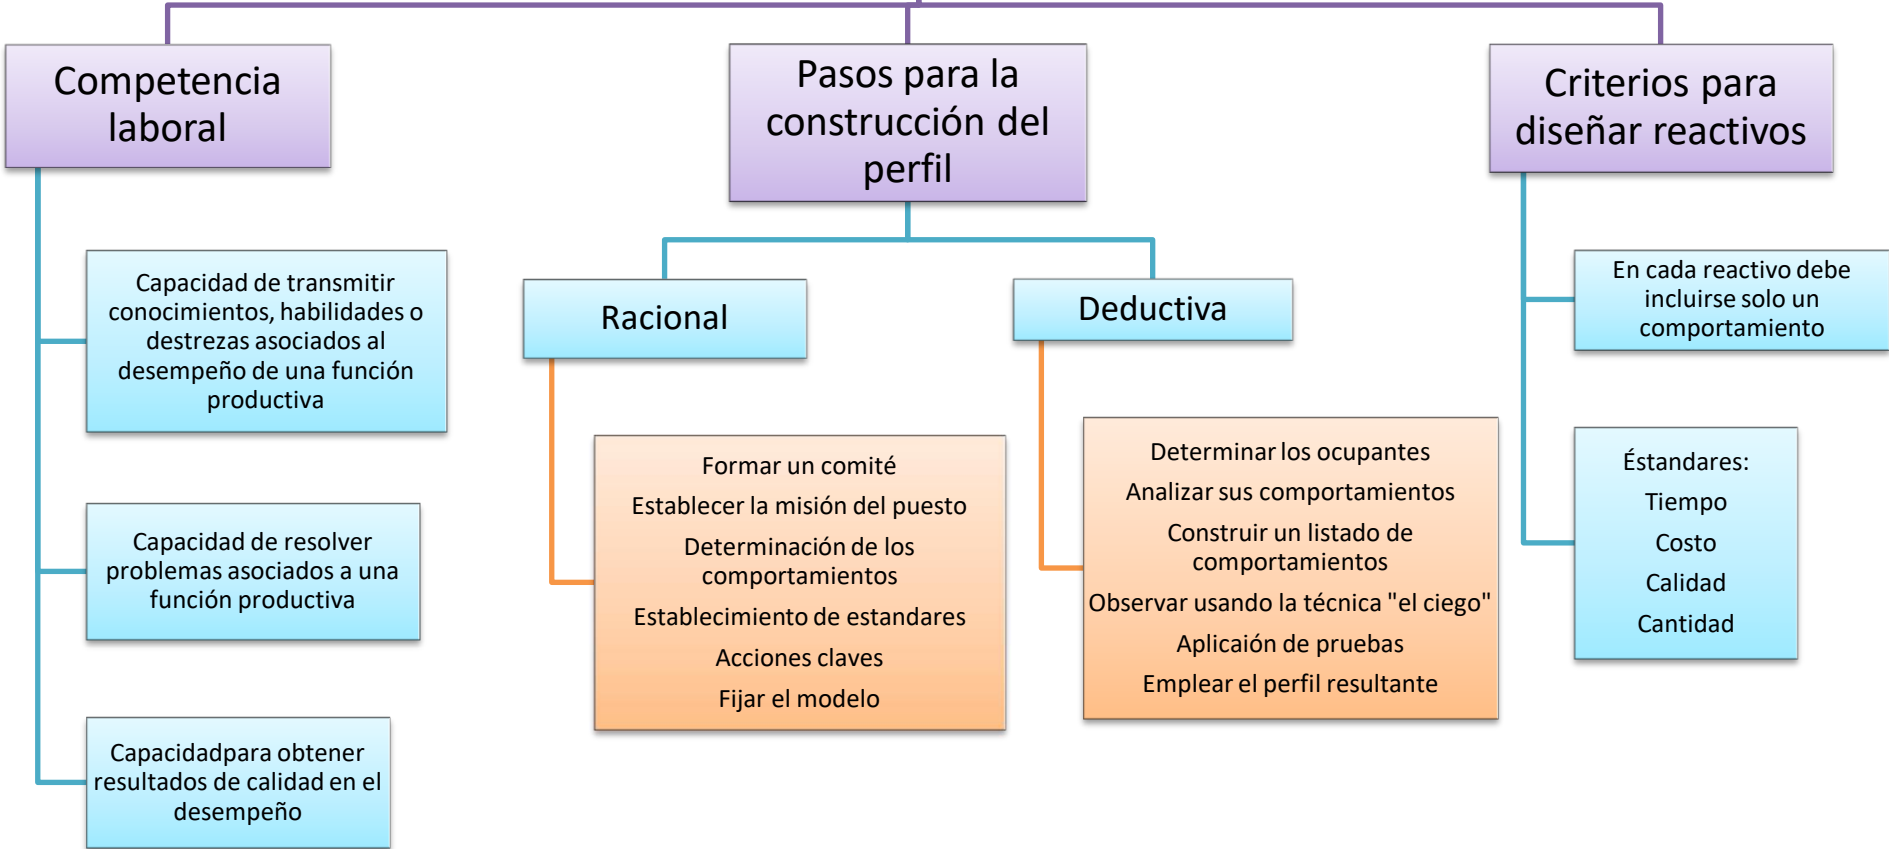 Competencia
laboral
Capacidad de transmitir
conocimientos, habilidades o
destrezas asociados al
desempeño de una función
productiva
Capacidad de resolver
problemas asociados a una
función productiva
Capacidadpara obtener
resultados de calidad en el
desempeño
Pasos para la
construcción del
perfil
Racional
Formar un comité
Establecer la misión del puesto
Determinación de los
comportamientos
Establecimiento de estandares
Acciones claves
Fijar el modelo
Deductiva
Determinar los ocupantes
Analizar sus comportamientos
Construir un listado de
comportamientos
Observar usando la técnica "el ciego"
Aplicaión de pruebas
Emplear el perfil resultante
Criterios para
diseñar reactivos
En cada reactivo debe
incluirse solo un
comportamiento
Éstandares:
Tiempo
Costo
Calidad
Cantidad